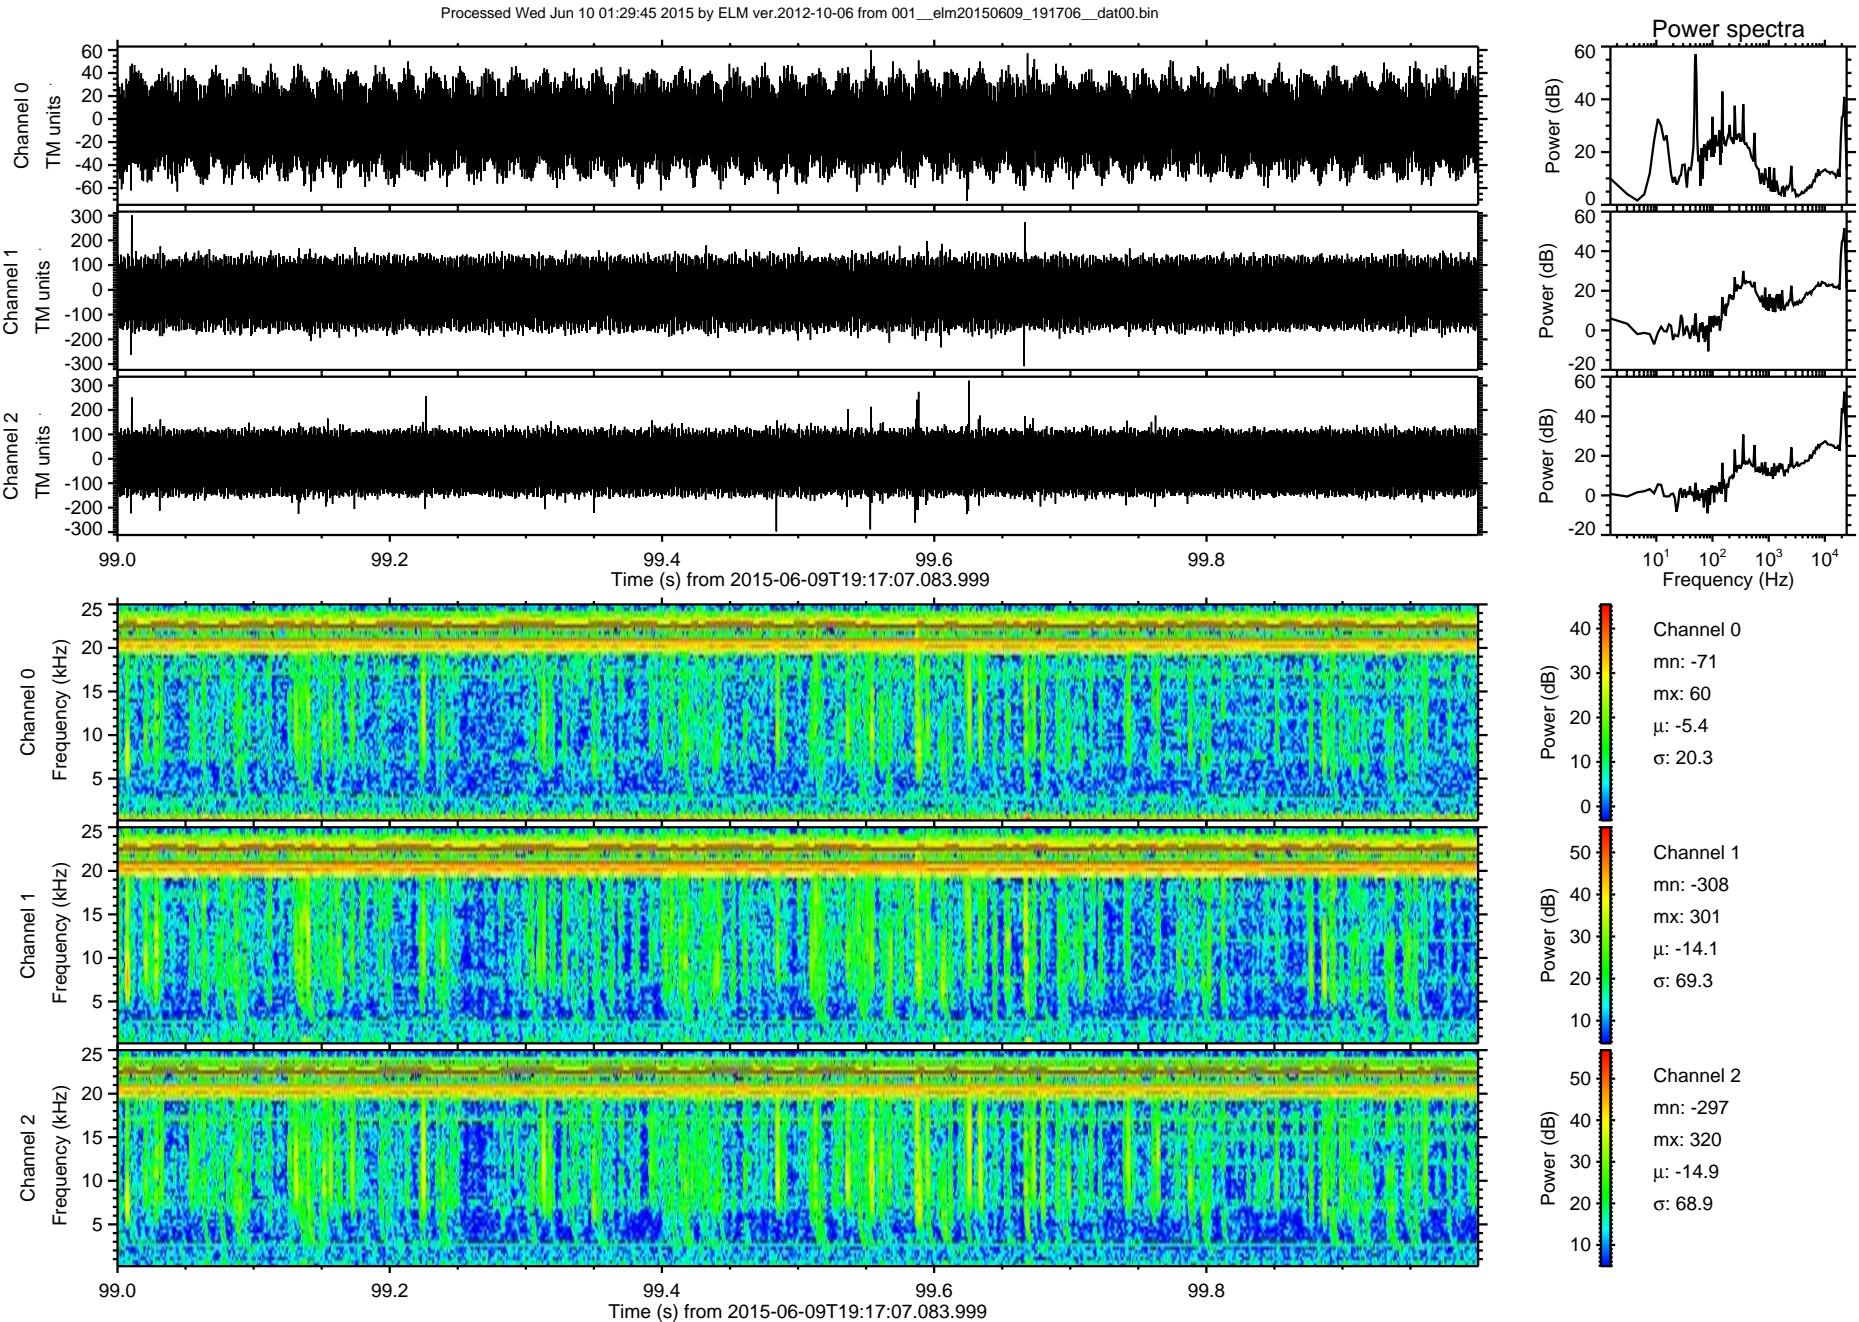 Processed Wed Jun 10 01:29:45 2015 by ELM ver.2012-10-06 from 001__elm20150609_191706__dat00.bin
Power spectra
Channel 0
TM units
60
40
20
0
-20
-40
-60
Power (dB)
60
40
20
0
Channel 1
TM units
300
200
100
0
-100
-200
-300
Power (dB)
60
40
20
0
-20
Channel 2
TM units
300
200
100
0
-100
-200
-300
Power (dB)
60
40
20
0
-20
99.0 99.2 99.4 99.6 99.8
Time (s) from 2015-06-09T19:17:07.083.999
10¹ 10² 10³ 10⁴
Frequency (Hz)
Channel 0
Frequency (kHz)
25
20
15
10
5
Power (dB)
40
30
20
10
0
Channel 0
mn: -71
mx: 60
μ: -5.4
σ: 20.3
Channel 1
Frequency (kHz)
25
20
15
10
5
Power (dB)
50
40
30
20
10
Channel 1
mn: -308
mx: 301
μ: -14.1
σ: 69.3
Channel 2
Frequency (kHz)
25
20
15
10
5
Power (dB)
50
40
30
20
10
Channel 2
mn: -297
mx: 320
μ: -14.9
σ: 68.9
99.0 99.2 99.4 99.6 99.8
Time (s) from 2015-06-09T19:17:07.083.999